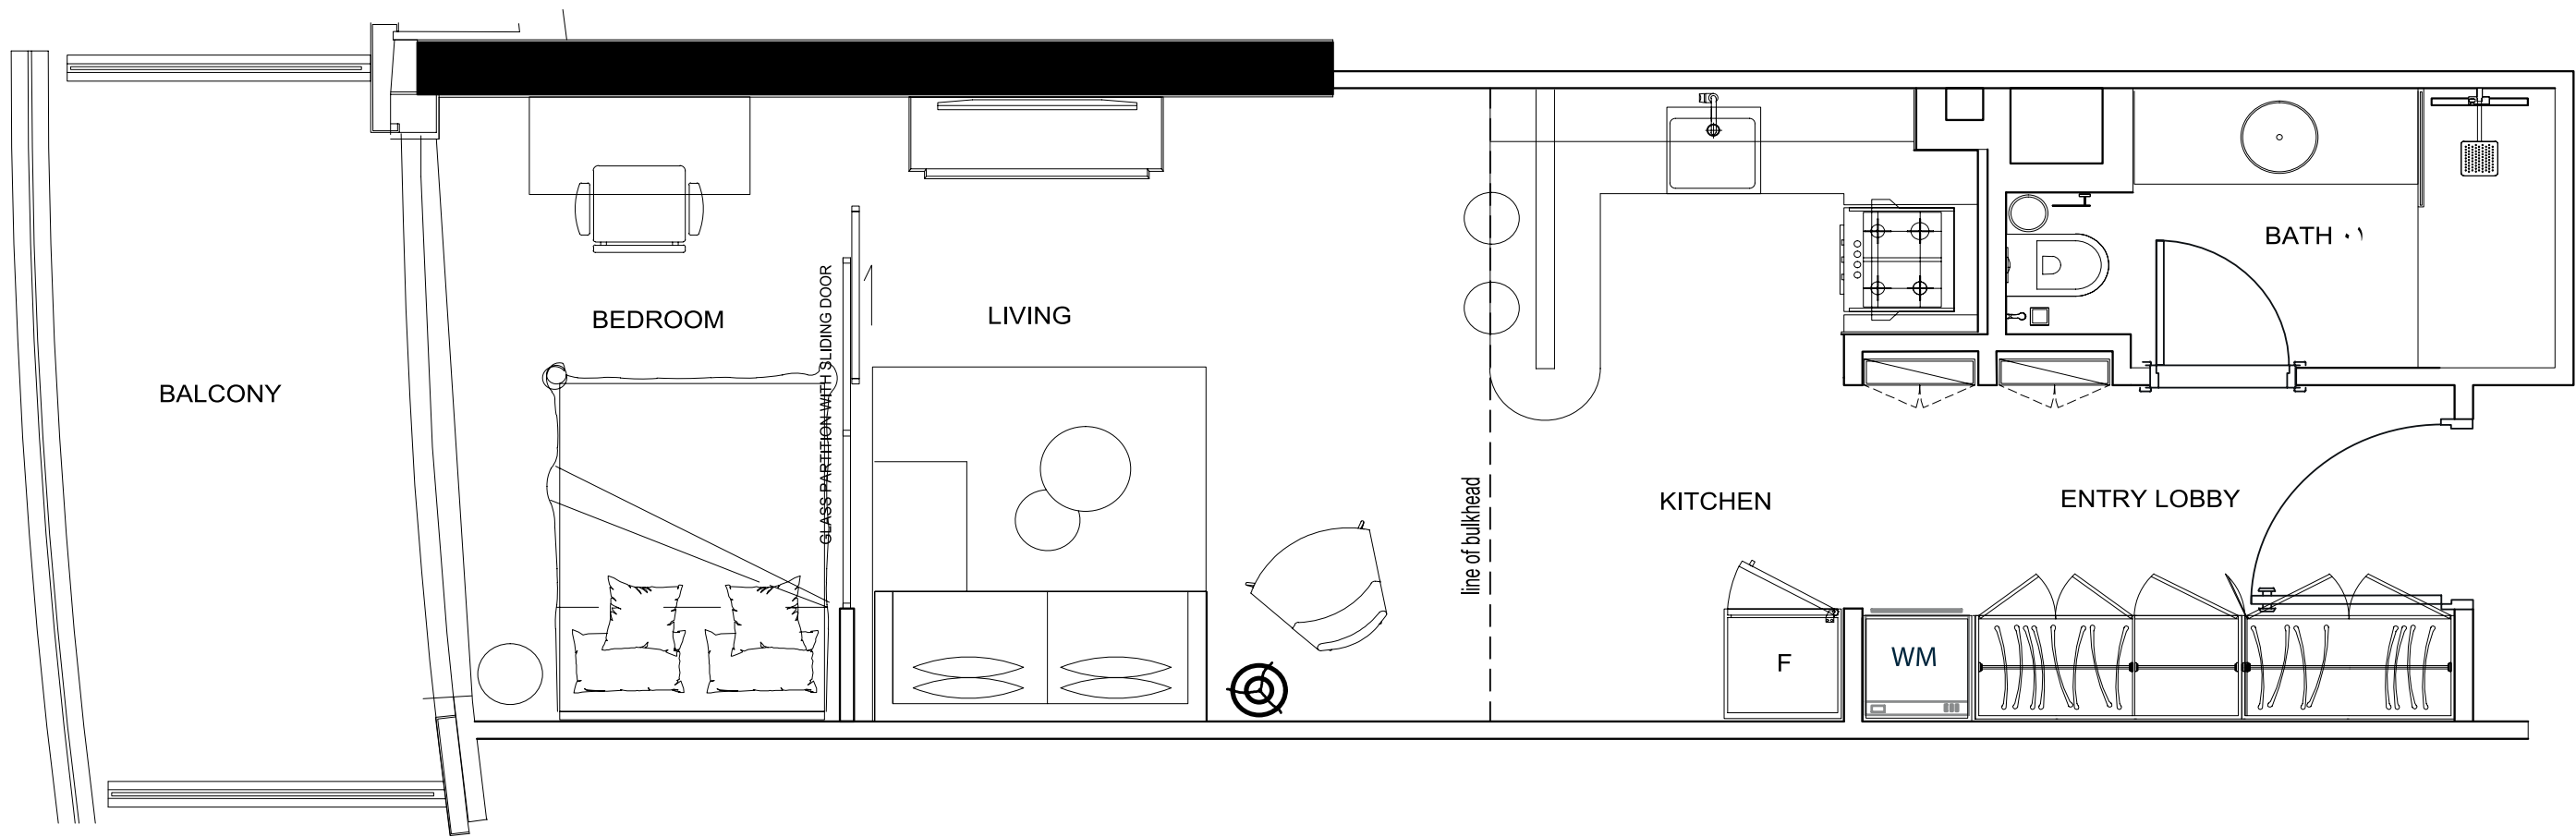 BALCONY
BEDROOM
GLASS PARTITION WITH SLIDING DOOR
LIVING
line of bulkhead
KITCHEN
BATH
ENTRY LOBBY
F
WM